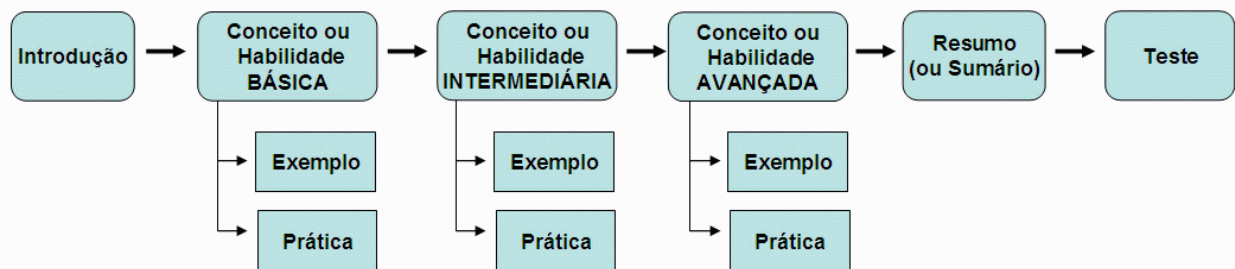 Introdução
Conceito ou
Habilidade
BÁSICA
Conceito ou
Habilidade
INTERMEDIÁRIA
Conceito ou
Habilidade
AVANÇADA
Resumo
(ou Sumário)
Teste
Exemplo
Exemplo
Exemplo
Prática
Prática
Prática